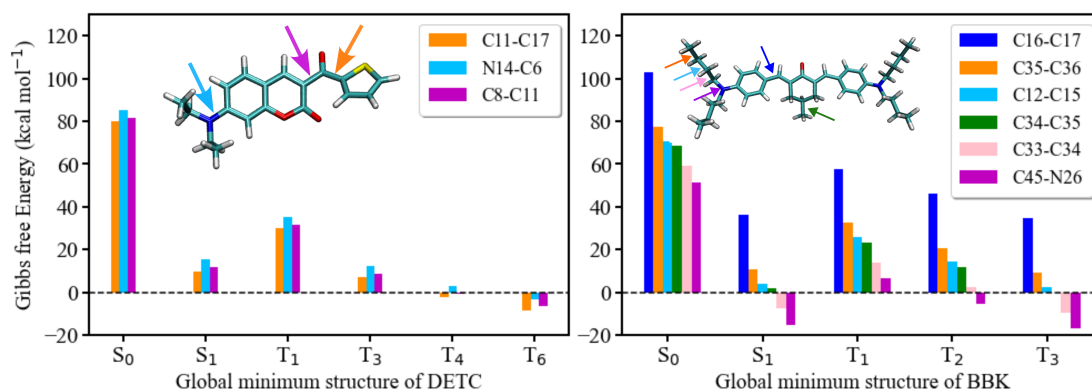 120
100
80
60
40
20
0
−20
Gibbs free Energy (kcal mol⁻¹)
C11-C17
N14-C6
C8-C11
S₀ S₁ T₁ T₃ T₄ T₆
Global minimum structure of DETC
120
100
80
60
40
20
0
−20
C16-C17
C35-C36
C12-C15
C34-C35
C33-C34
C45-N26
S₀ S₁ T₁ T₂ T₃
Global minimum structure of BBK